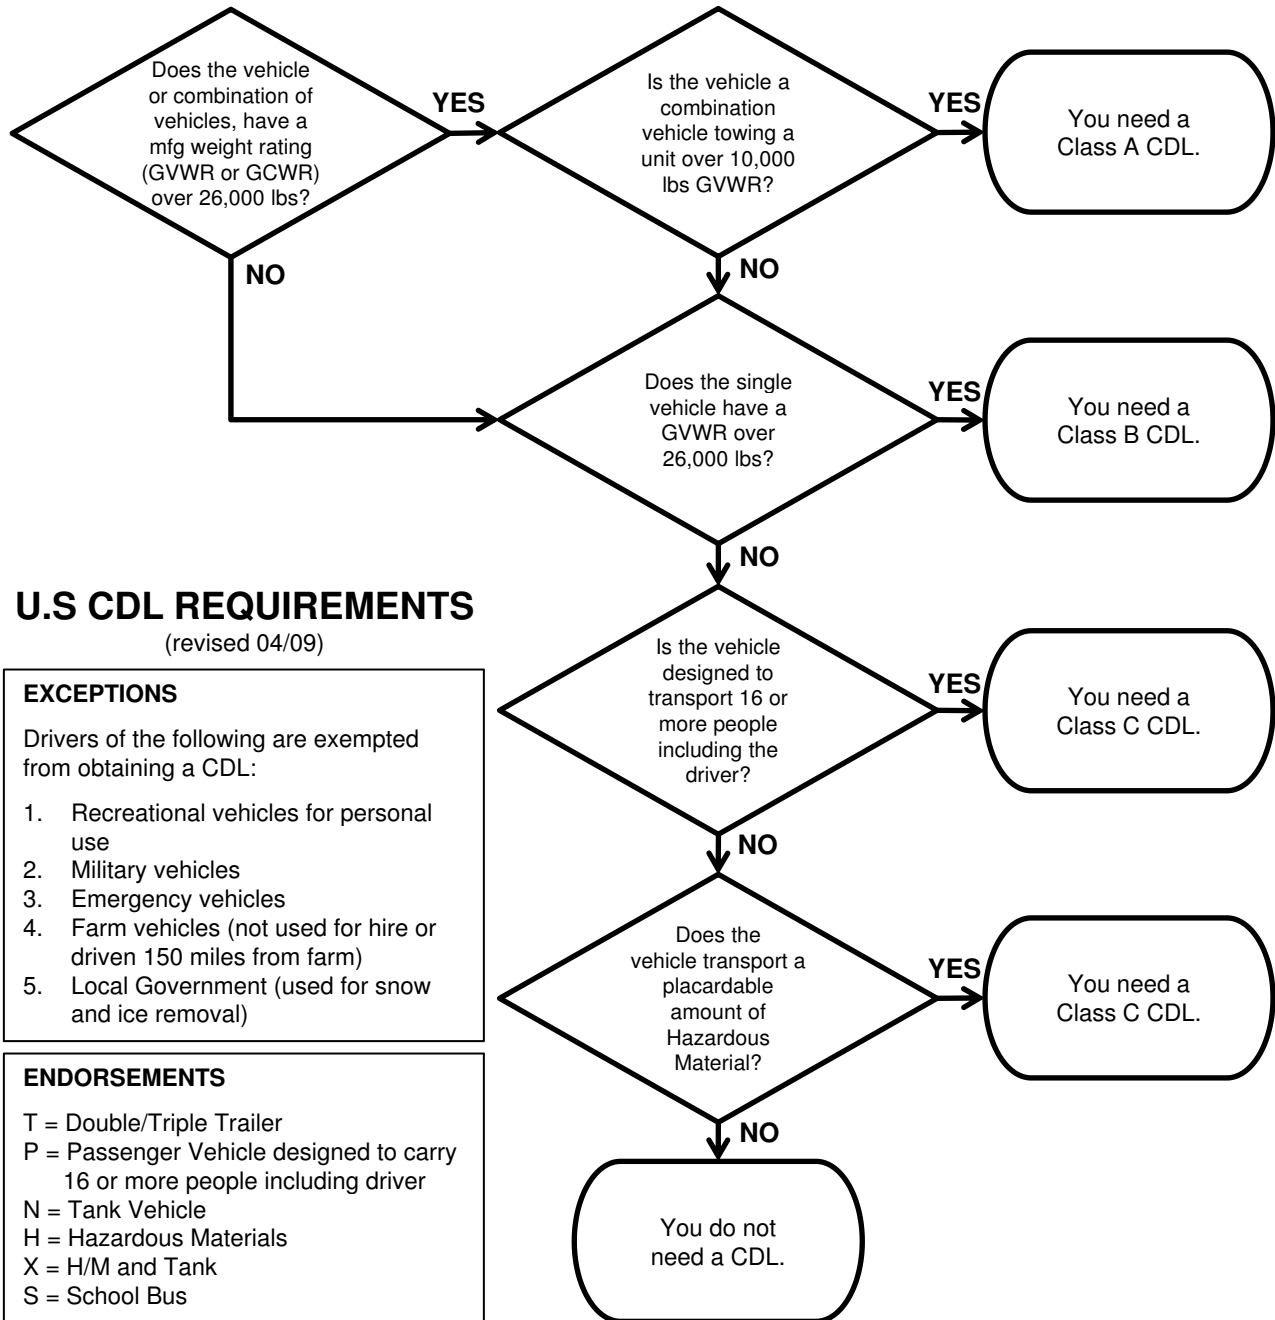 Does the vehicle
or combination of
vehicles, have a
mfg weight rating
(GVWR or GCWR)
over 26,000 lbs?
YES
Is the vehicle a
combination
vehicle towing a
unit over 10,000
lbs GVWR?
YES
You need a
Class A CDL.
NO
NO
Does the single
vehicle have a
GVWR over
26,000 lbs?
YES
You need a
Class B CDL.
NO
U.S CDL REQUIREMENTS
(revised 04/09)
EXCEPTIONS
Drivers of the following are exempted
from obtaining a CDL:
1. Recreational vehicles for personal
use
2. Military vehicles
3. Emergency vehicles
4. Farm vehicles (not used for hire or
driven 150 miles from farm)
5. Local Government (used for snow
and ice removal)
ENDORSEMENTS
T = Double/Triple Trailer
P = Passenger Vehicle designed to carry
16 or more people including driver
N = Tank Vehicle
H = Hazardous Materials
X = H/M and Tank
S = School Bus
Is the vehicle
designed to
transport 16 or
more people
including the
driver?
YES
You need a
Class C CDL.
NO
Does the
vehicle transport a
placardable
amount of
Hazardous
Material?
YES
You need a
Class C CDL.
NO
You do not
need a CDL.